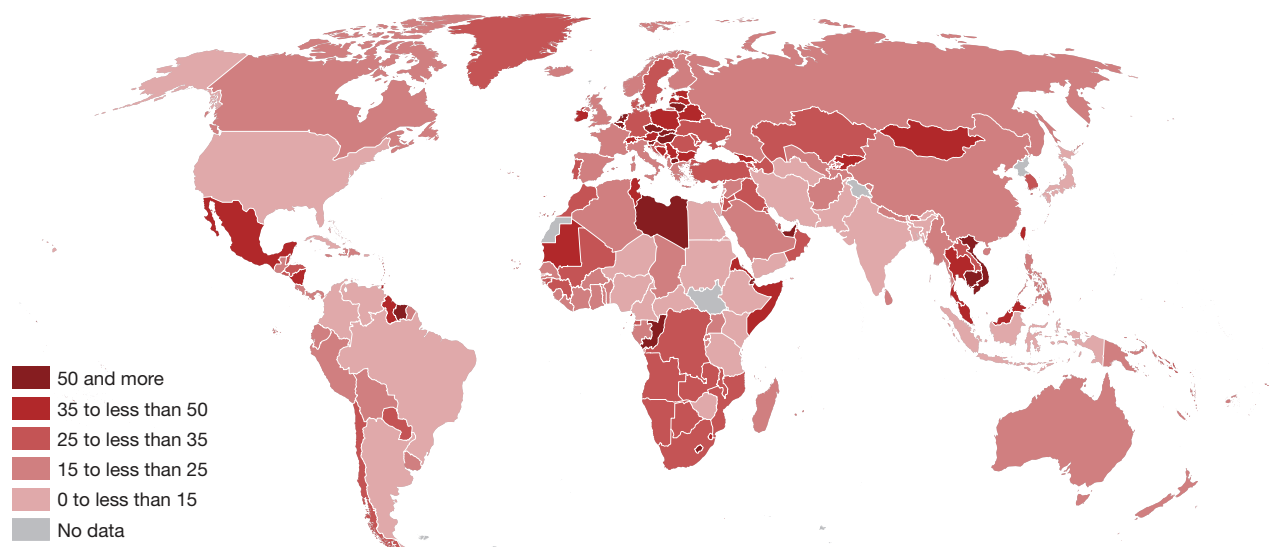 50 and more
35 to less than 50
25 to less than 35
15 to less than 25
0 to less than 15
No data